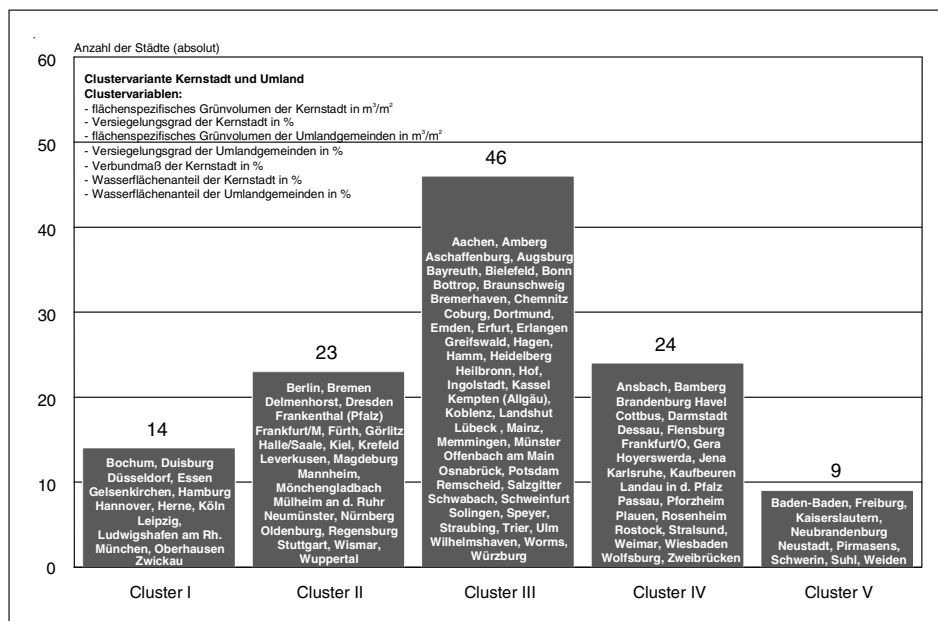 Anzahl der Städte (absolut)
60
50
40
30
20
10
0
Clustervariante Kernstadt und Umland
Clustervariablen:
- flächenspezifisches Grünvolumen der Kernstadt in m³/m²
- Versiegelungsgrad der Kernstadt in %
- flächenspezifisches Grünvolumen der Umlandgemeinden in m³/m²
- Versiegelungsgrad der Umlandgemeinden in %
- Verbundmaß der Kernstadt in %
- Wasserflächenanteil der Kernstadt in %
- Wasserflächenanteil der Umlandgemeinden in %
14
Bochum, Duisburg
Düsseldorf, Essen
Gelsenkirchen, Hamburg
Hannover, Herne, Köln
Leipzig,
Ludwigshafen am Rh.
München, Oberhausen
Zwickau
Cluster I
23
Berlin, Bremen
Delmenhorst, Dresden
Frankenthal (Pfalz)
Frankfurt/M, Fürth, Görlitz
Halle/Saale, Kiel, Krefeld
Leverkusen, Magdeburg
Mannheim,
Mönchengladbach
Mülheim an d. Ruhr
Neumünster, Nürnberg
Oldenburg, Regensburg
Stuttgart, Wismar,
Wuppertal
Cluster II
46
Aachen, Amberg
Aschaffenburg, Augsburg
Bayreuth, Bielefeld, Bonn
Bottrop, Braunschweig
Bremerhaven, Chemnitz
Coburg, Dortmund,
Emden, Erfurt, Erlangen
Greifswald, Hagen,
Hamm, Heidelberg
Heilbronn, Hof,
Ingolstadt, Kassel
Kempten (Allgäu),
Koblenz, Landshut
Lübeck , Mainz,
Memmingen, Münster
Offenbach am Main
Osnabrück, Potsdam
Remscheid, Salzgitter
Schwabach, Schweinfurt
Solingen, Speyer,
Straubing, Trier, Ulm
Wilhelmshaven, Worms,
Würzburg
Cluster III
24
Ansbach, Bamberg
Brandenburg Havel
Cottbus, Darmstadt
Dessau, Flensburg
Frankfurt/O, Gera
Hoyerswerda, Jena
Karlsruhe, Kaufbeuren
Landau in d. Pfalz
Passau, Pforzheim
Plauen, Rosenheim
Rostock, Stralsund,
Weimar, Wiesbaden
Wolfsburg, Zweibrücken
Cluster IV
9
Baden-Baden, Freiburg,
Kaiserslautern,
Neubrandenburg
Neustadt, Pirmasens,
Schwerin, Suhl, Weiden
Cluster V